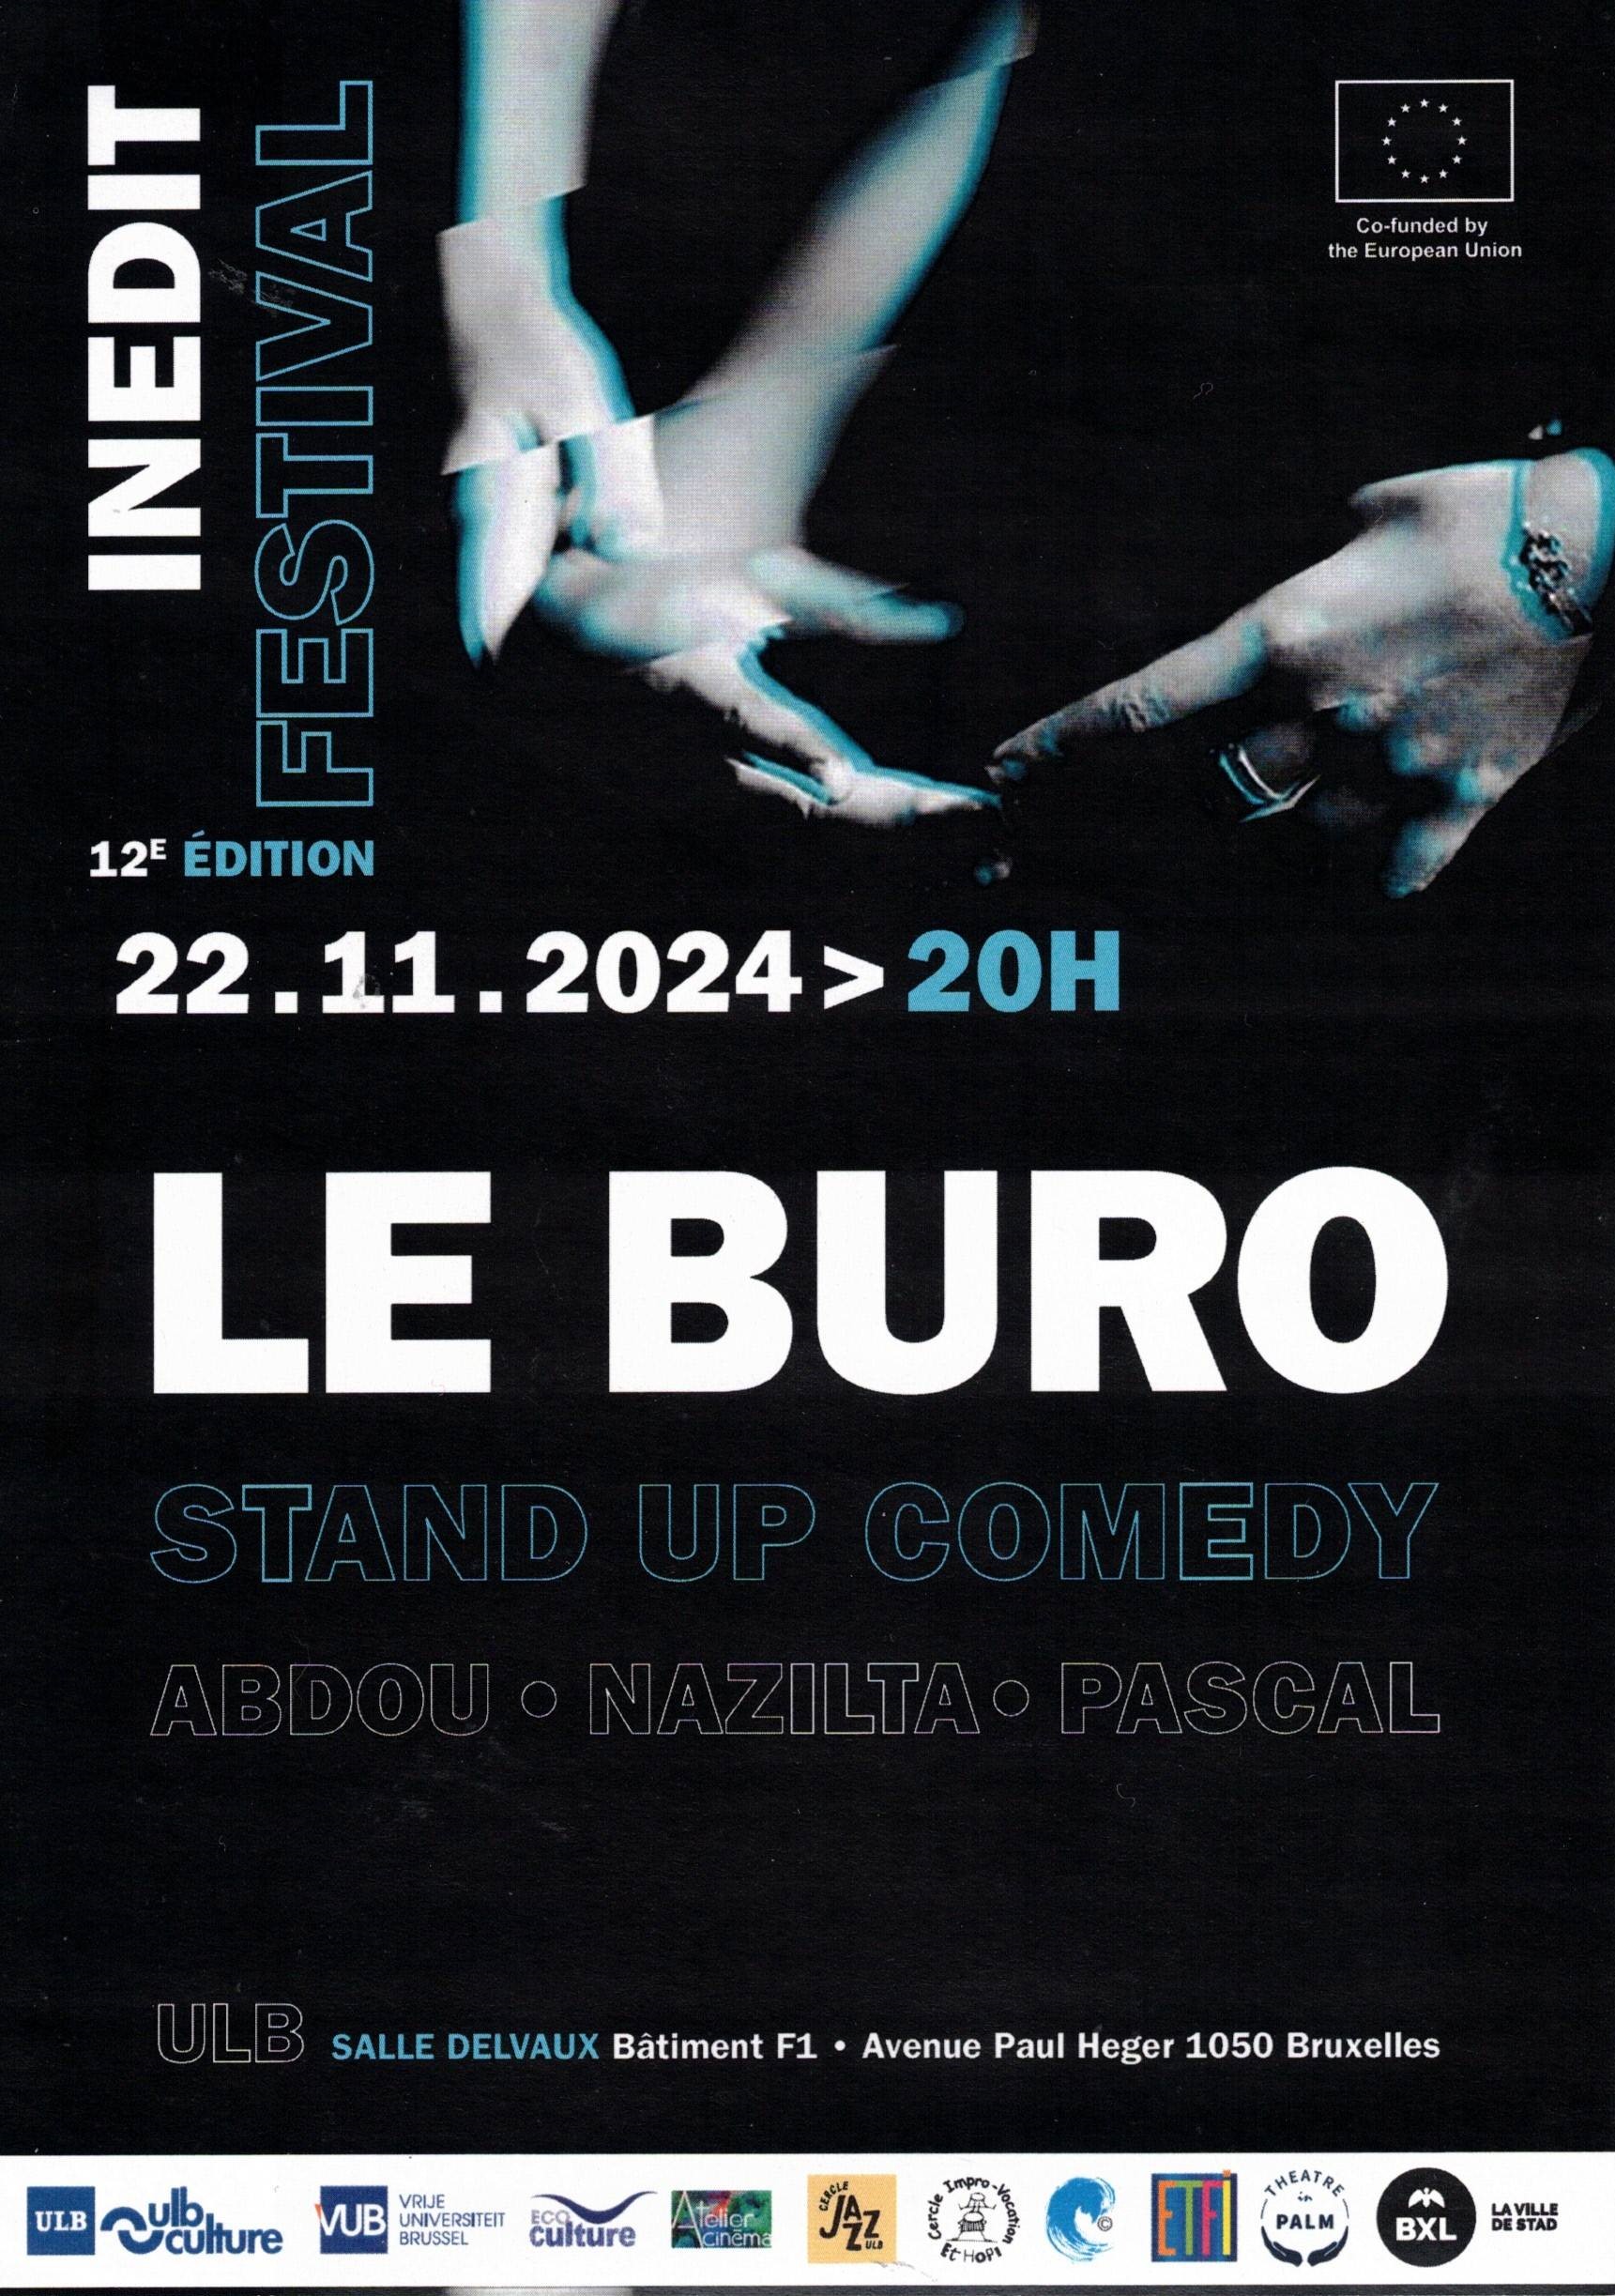 INEDIT
FESTIVAL
12E ÉDITION
Co-funded by
the European Union
22.11.2024 > 20H
LE BURO
STAND UP COMEDY
ABDOU • NAZILTA • PASCAL
ULB SALLE DELVAUX Bâtiment F1 • Avenue Paul Heger 1050 Bruxelles
ULB
ulb
culture
VUB
VRIJE
UNIVERSITEIT
BRUSSEL
ECO
culture
Atelier
cinéma
CERCLE
JAZZ
ULB
Cercle Impro-Vocation
Et HOP!
©
ETFI
THEATRE
in
PALM
BXL
LA VILLE
DE STAD